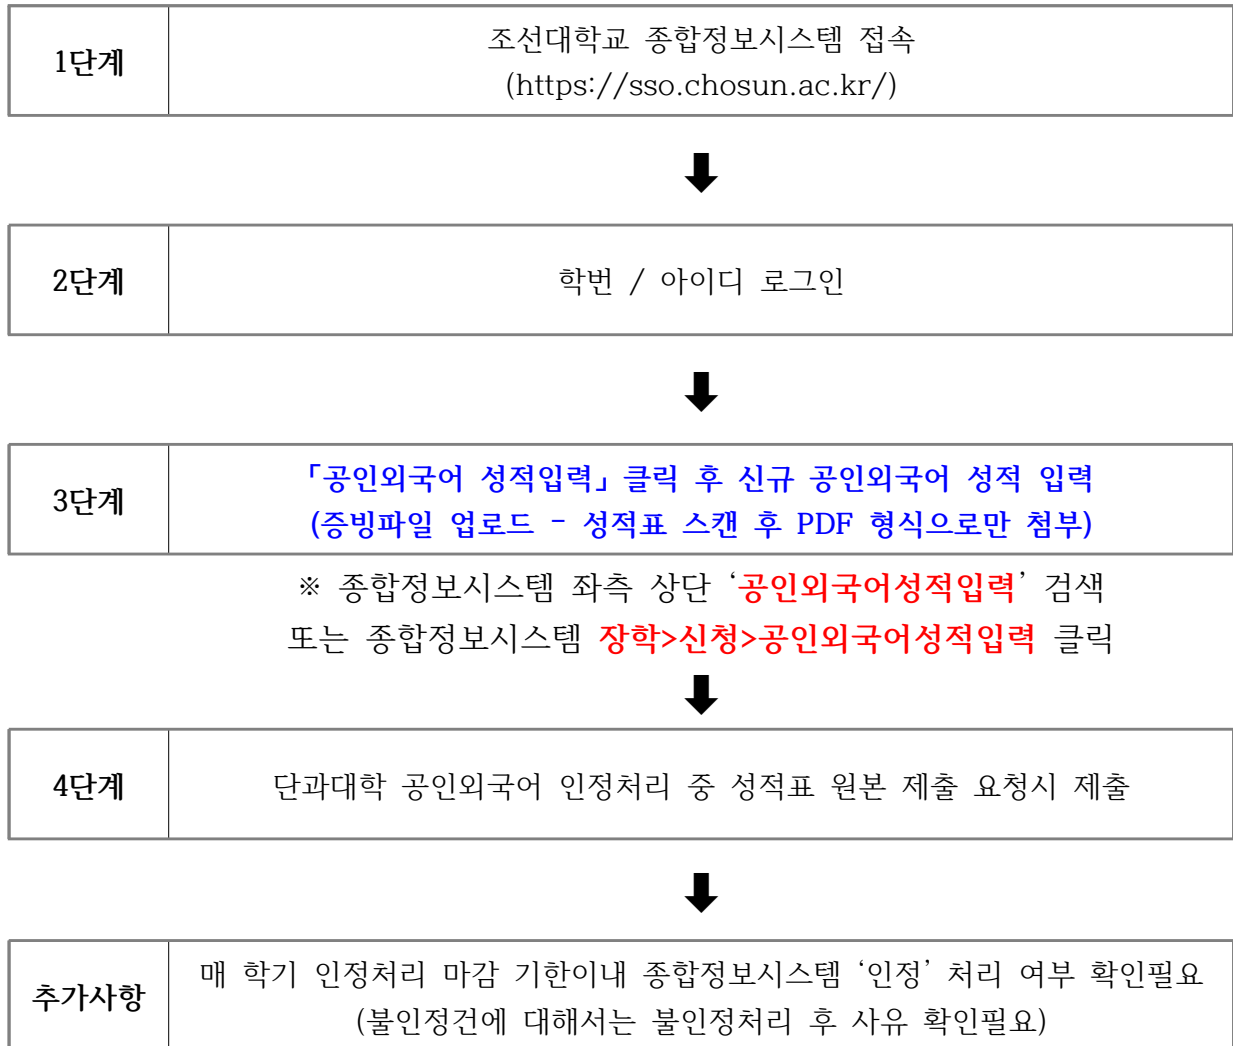 1단계
조선대학교 종합정보시스템 접속
(https://sso.chosun.ac.kr/)
2단계
학번 / 아이디 로그인
3단계
「공인외국어 성적입력」 클릭 후 신규 공인외국어 성적 입력
(증빙파일 업로드 - 성적표 스캔 후 PDF 형식으로만 첨부)
※ 종합정보시스템 좌측 상단 ‘공인외국어성적입력’ 검색
또는 종합정보시스템 장학>신청>공인외국어성적입력 클릭
4단계
단과대학 공인외국어 인정처리 중 성적표 원본 제출 요청시 제출
추가사항
매 학기 인정처리 마감 기한이내 종합정보시스템 ‘인정’ 처리 여부 확인필요
(불인정건에 대해서는 불인정처리 후 사유 확인필요)